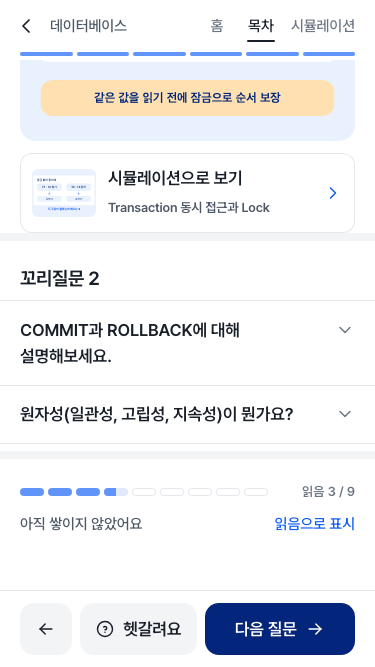 데이터베이스
홈
목차
시뮬레이션
같은 값을 읽기 전에 잠금으로 순서 보장
시뮬레이션으로 보기
Transaction 동시 접근과 Lock
꼬리질문 2
COMMIT과 ROLLBACK에 대해
설명해보세요.
원자성(일관성, 고립성, 지속성)이 뭔가요?
읽음 3 / 9
아직 쌓이지 않았어요
읽음으로 표시
헷갈려요
다음 질문